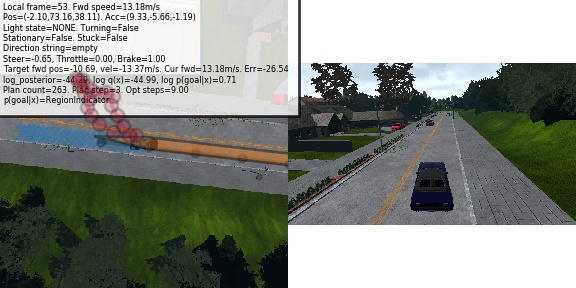 Local frame=53. Fwd speed=13.18m/s
Pos=(-2.10,73.16,38.11). Acc=(9.33,-5.66,-1.19)
Light state=NONE. Turning=False
Stationary=False. Stuck=False
Direction string=empty
Steer=-0.65, Throttle=0.00, Brake=1.00
Target fwd pos=-10.69, vel=-13.37m/s. Cur fwd=13.18m/s. Err=-26.54
log_posterior=-44.29, log q(x)=-44.99, log p(goal|x)=0.71
Plan count=263. Plan step=3. Opt steps=9.00
p(goal|x)=RegionIndicator